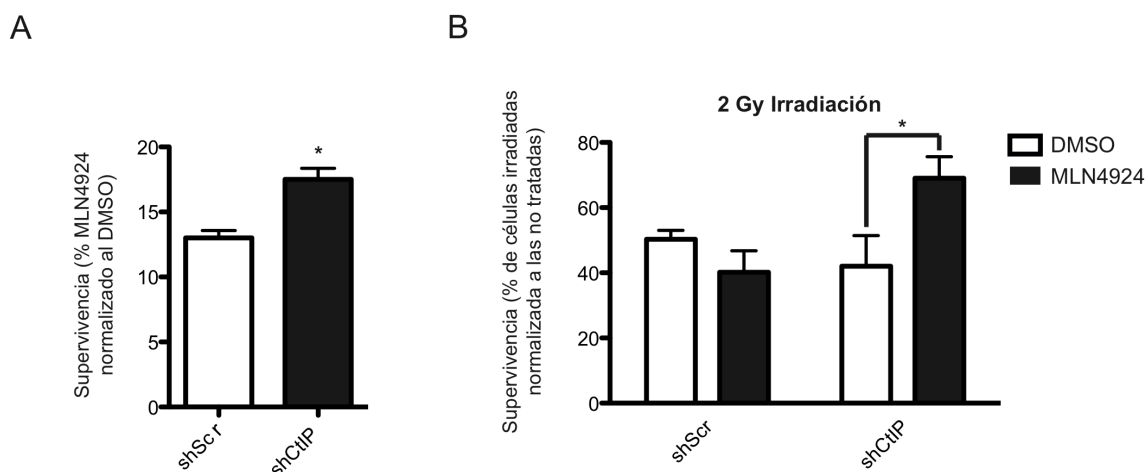 A
B
Supervivencia (% MLN4924
normalizado al DMSO)
20
15
10
5
0
*
shScr
shCtIP
2 Gy Irradiación
Supervivencia (% de células irradiadas
normalizada a las no tratadas)
80
60
40
20
0
*
shScr
shCtIP
DMSO
MLN4924